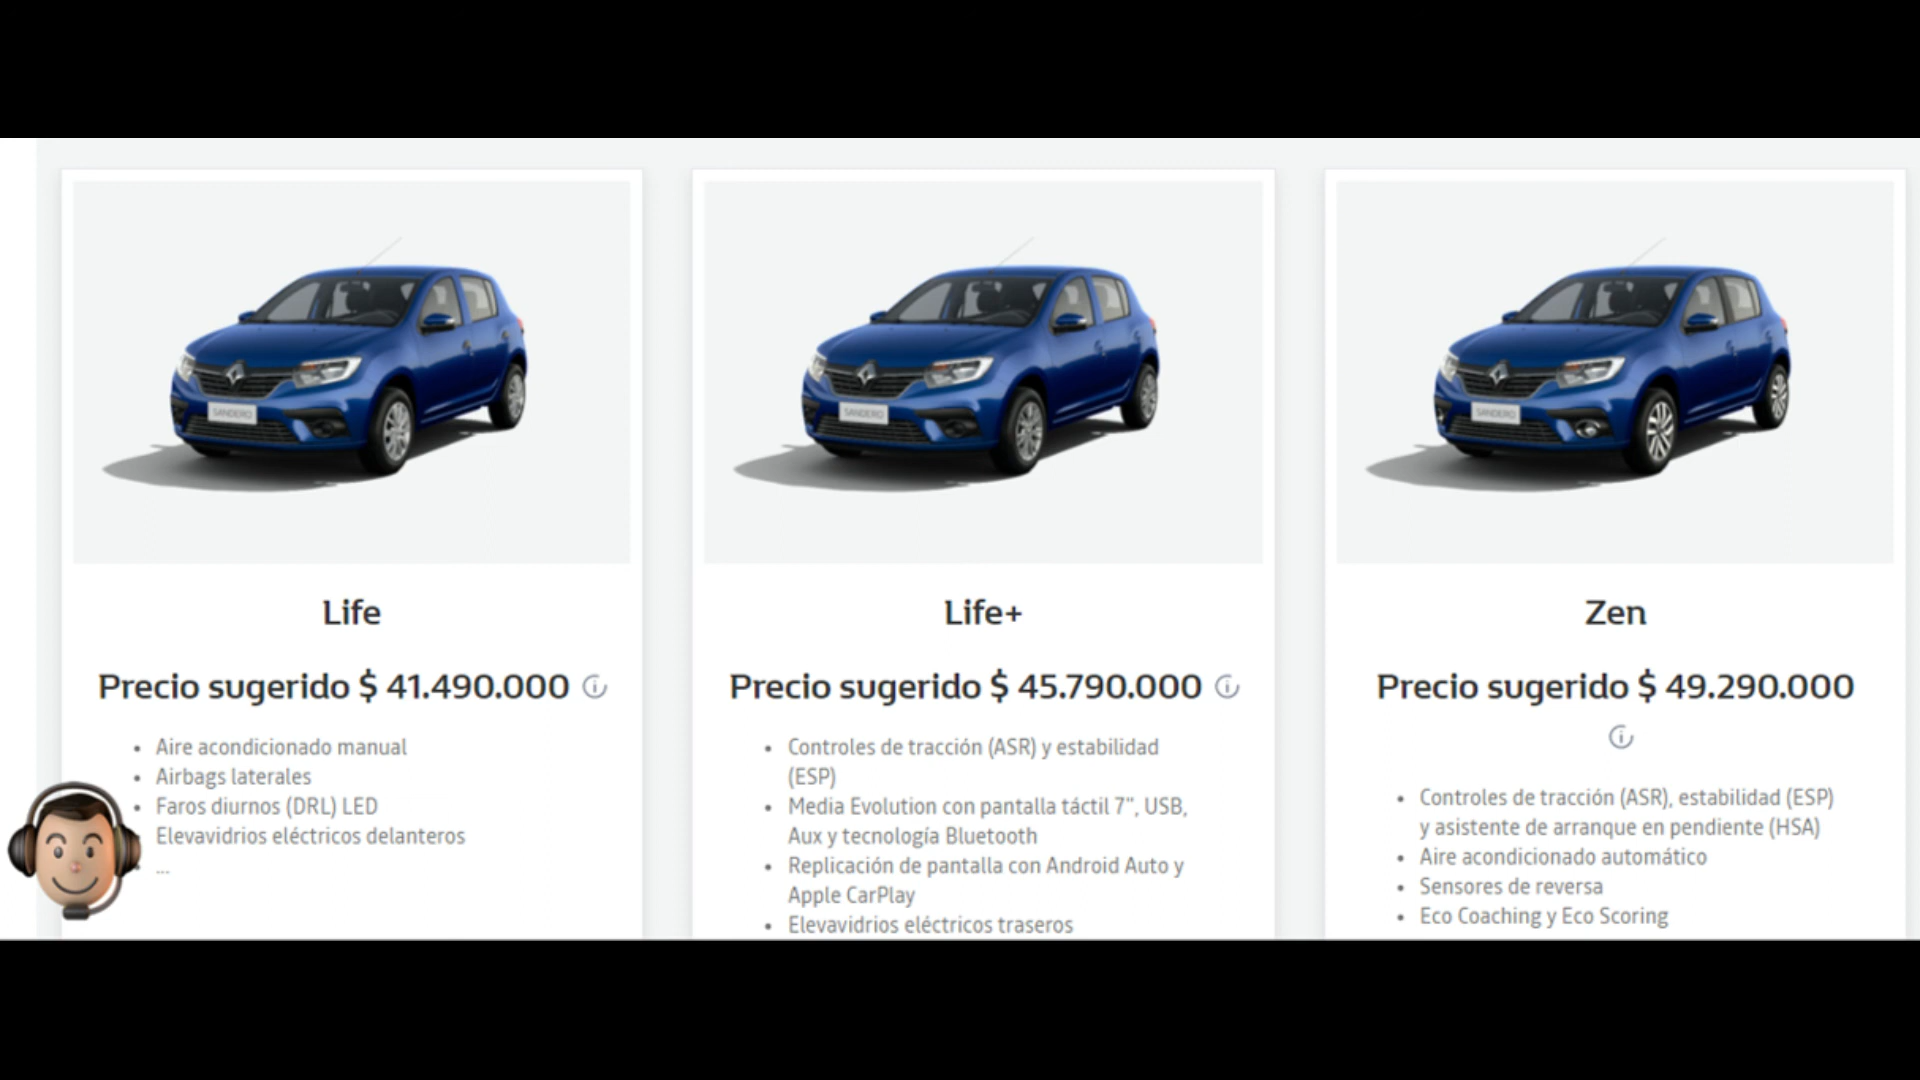 SANDERO
Life
Precio sugerido $ 41.490.000
• Aire acondicionado manual
• Airbags laterales
• Faros diurnos (DRL) LED
• Elevavidrios eléctricos delanteros
• ...
SANDERO
Life+
Precio sugerido $ 45.790.000
• Controles de tracción (ASR) y estabilidad
(ESP)
• Media Evolution con pantalla táctil 7", USB,
Aux y tecnología Bluetooth
• Replicación de pantalla con Android Auto y
Apple CarPlay
• Elevavidrios eléctricos traseros
SANDERO
Zen
Precio sugerido $ 49.290.000
• Controles de tracción (ASR), estabilidad (ESP)
y asistente de arranque en pendiente (HSA)
• Aire acondicionado automático
• Sensores de reversa
• Eco Coaching y Eco Scoring